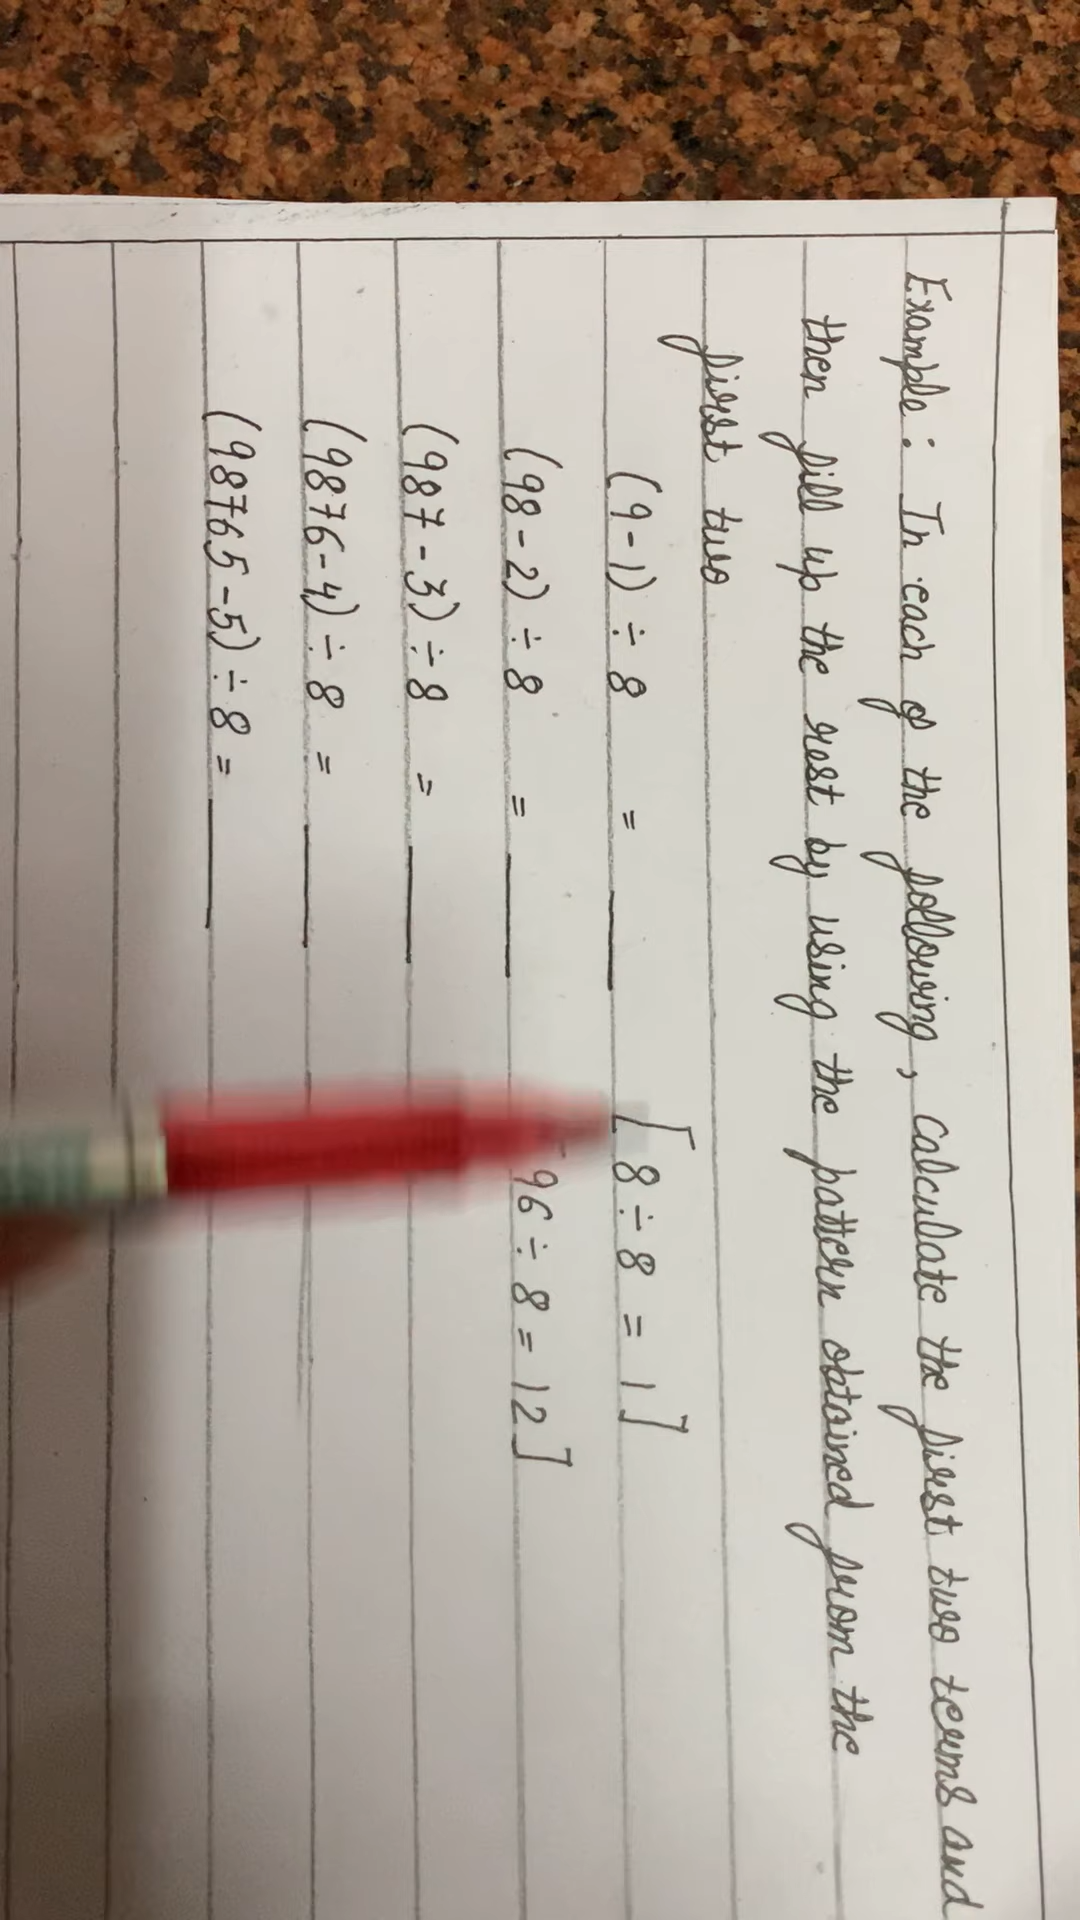 Example: In each of the following, calculate the first two terms and
then fill up the rest by using the pattern obtained from the
first two
(9-1) ÷ 8 = ___ [8 ÷ 8 = 1]
(98-2) ÷ 8 = ___ 96 ÷ 8 = 12]
(987-3) ÷ 8 = ___
(9876-4) ÷ 8 = ___
(98765-5) ÷ 8 = ___